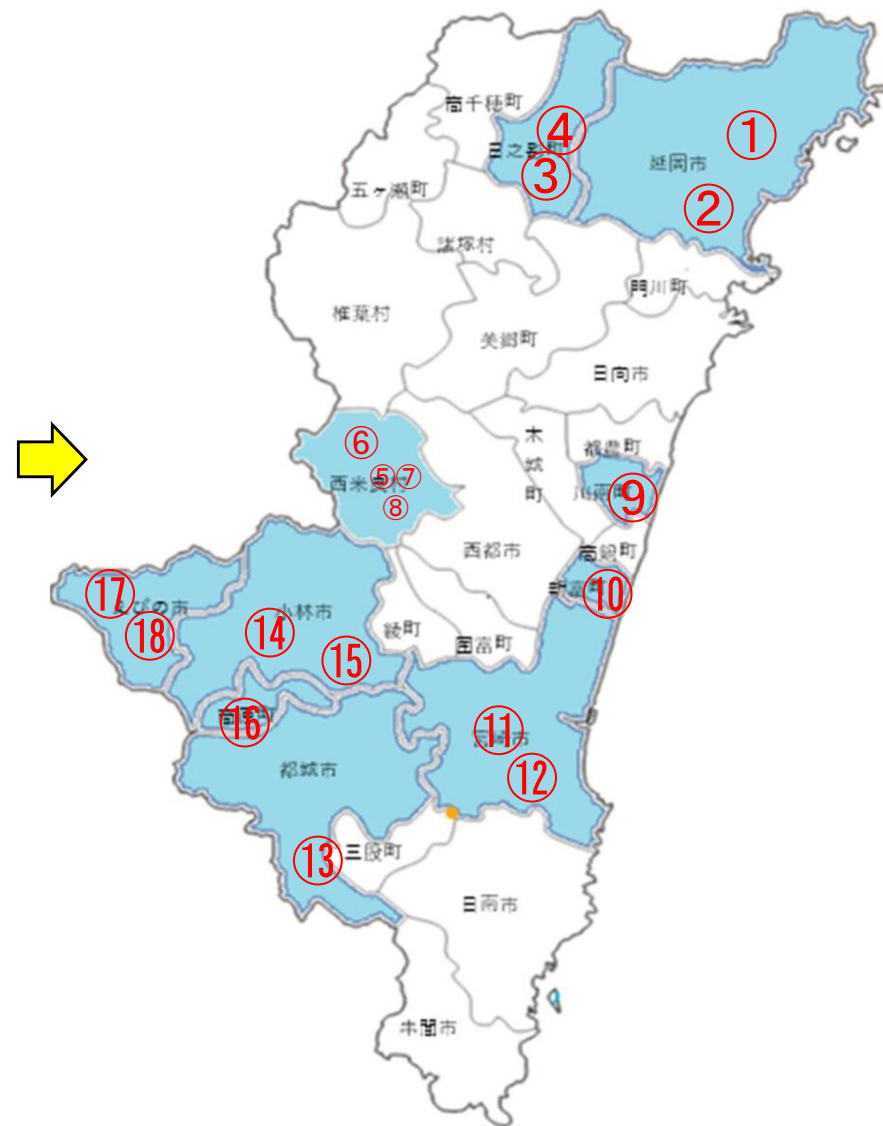 高千穂町
④
①
日之影町
延岡市
③
五ヶ瀬町
②
諸塚村
門川町
椎葉村
美郷町
日向市
木城町
⑥
都農町
⑤⑦
西米良村
川南町
⑨
⑧
西都市
高鍋町
⑰
えびの市
新富町
⑩
小林市
⑱
⑭
綾町
国富町
⑮
⑯
⑪
宮崎市
都城市
⑫
⑬
三股町
日南市
串間市